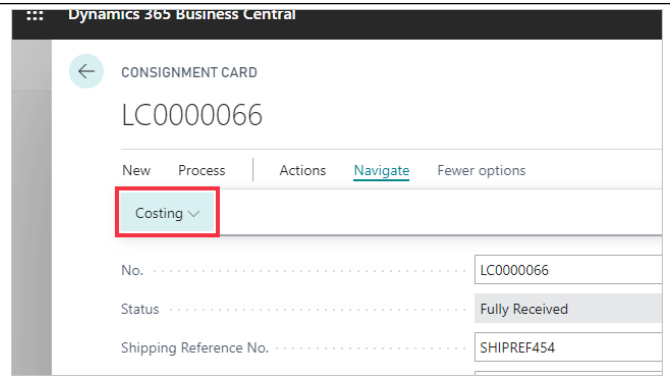 Dynamics 365 Business Central
CONSIGNMENT CARD
LC0000066
New Process Actions Navigate Fewer options
Costing
No. LC0000066
Status Fully Received
Shipping Reference No. SHIPREF454